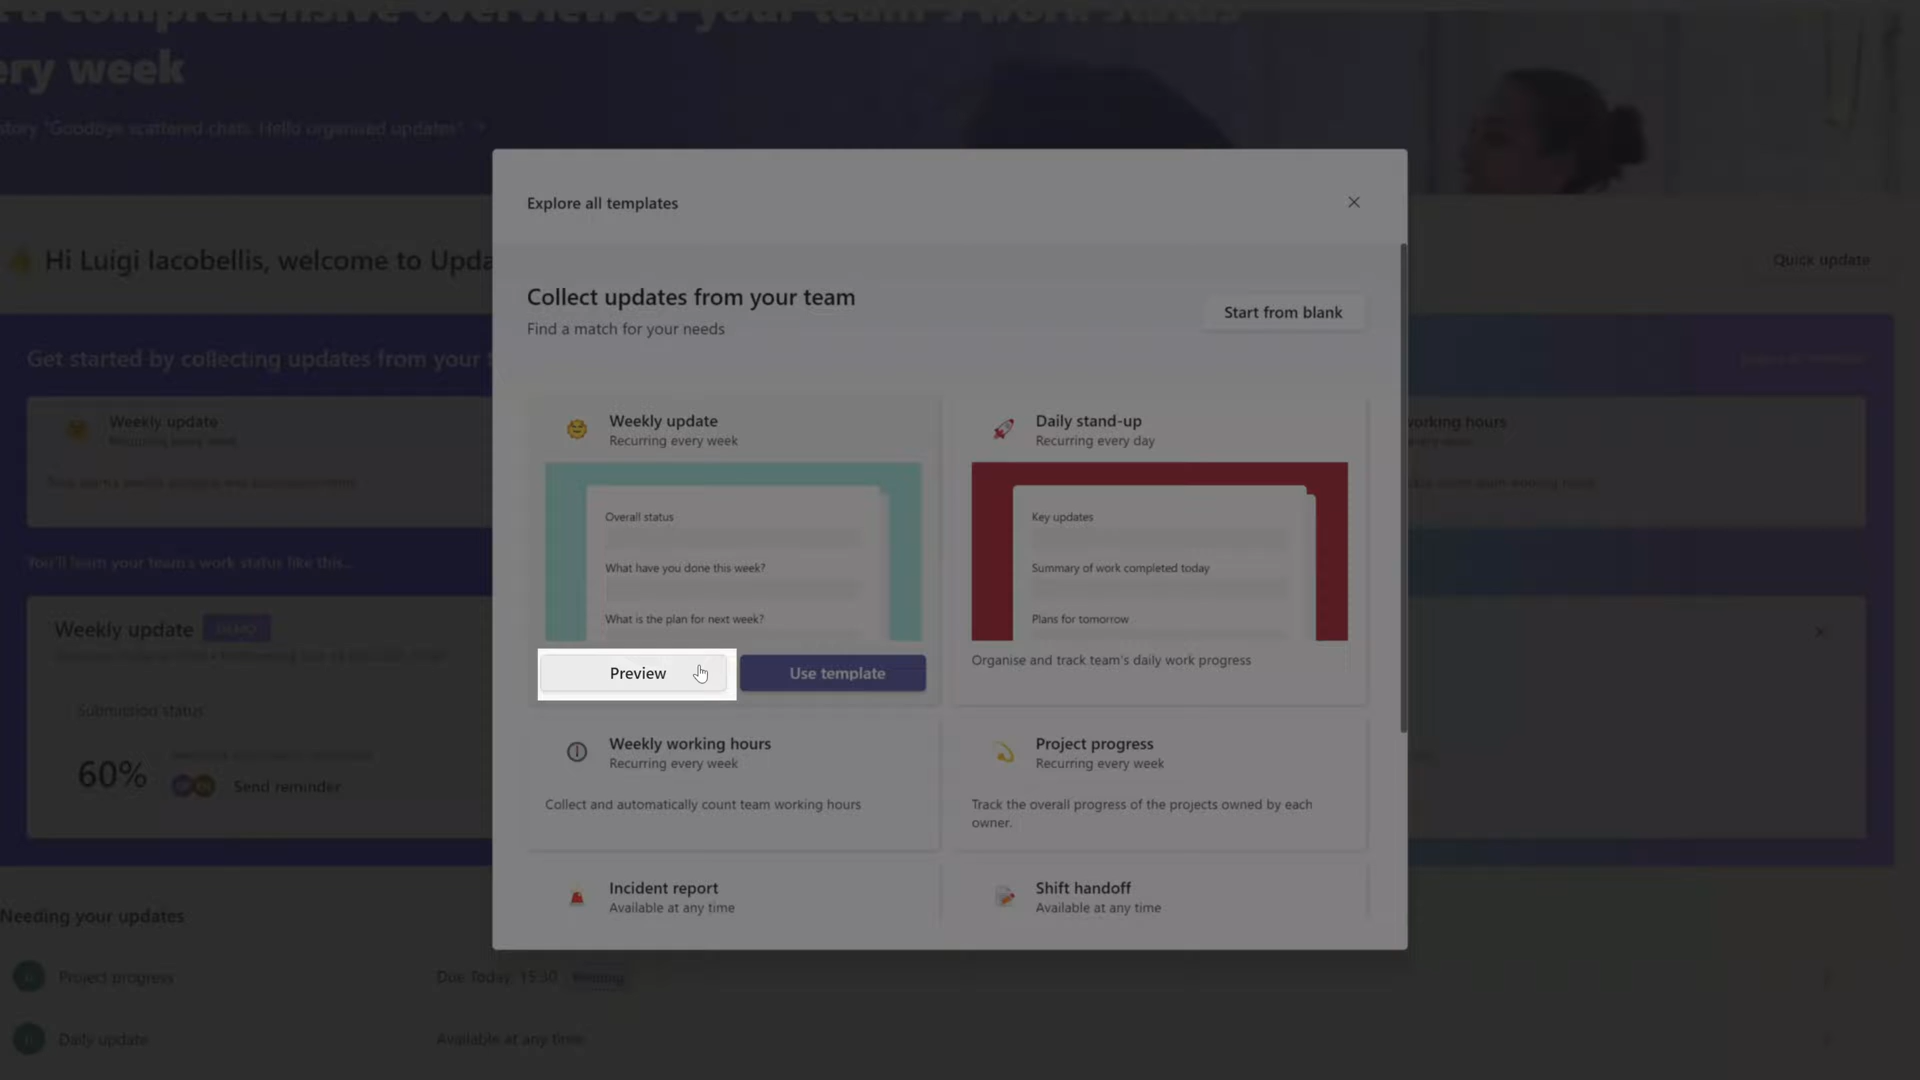 a comprehensive overview of your team's work status
ery week
story "Goodbye scattered chats. Hello organised updates"
Hi Luigi Iacobellis, welcome to Upda
Quick update
Get started by collecting updates from your
Weekly update
Recurring every week
orking hours
You'll learn your team's work status like this...
Weekly update DEMO
Submission status
60%
Send reminder
Needing your updates
Project progress
Due Today, 15:30
Pending
Daily update
Available at any time
Explore all templates
Collect updates from your team
Find a match for your needs
Start from blank
Weekly update
Recurring every week
Overall status
What have you done this week?
What is the plan for next week?
Preview
Use template
Daily stand-up
Recurring every day
Key updates
Summary of work completed today
Plans for tomorrow
Organise and track team's daily work progress
Weekly working hours
Recurring every week
Collect and automatically count team working hours
Project progress
Recurring every week
Track the overall progress of the projects owned by each
owner.
Incident report
Available at any time
Shift handoff
Available at any time